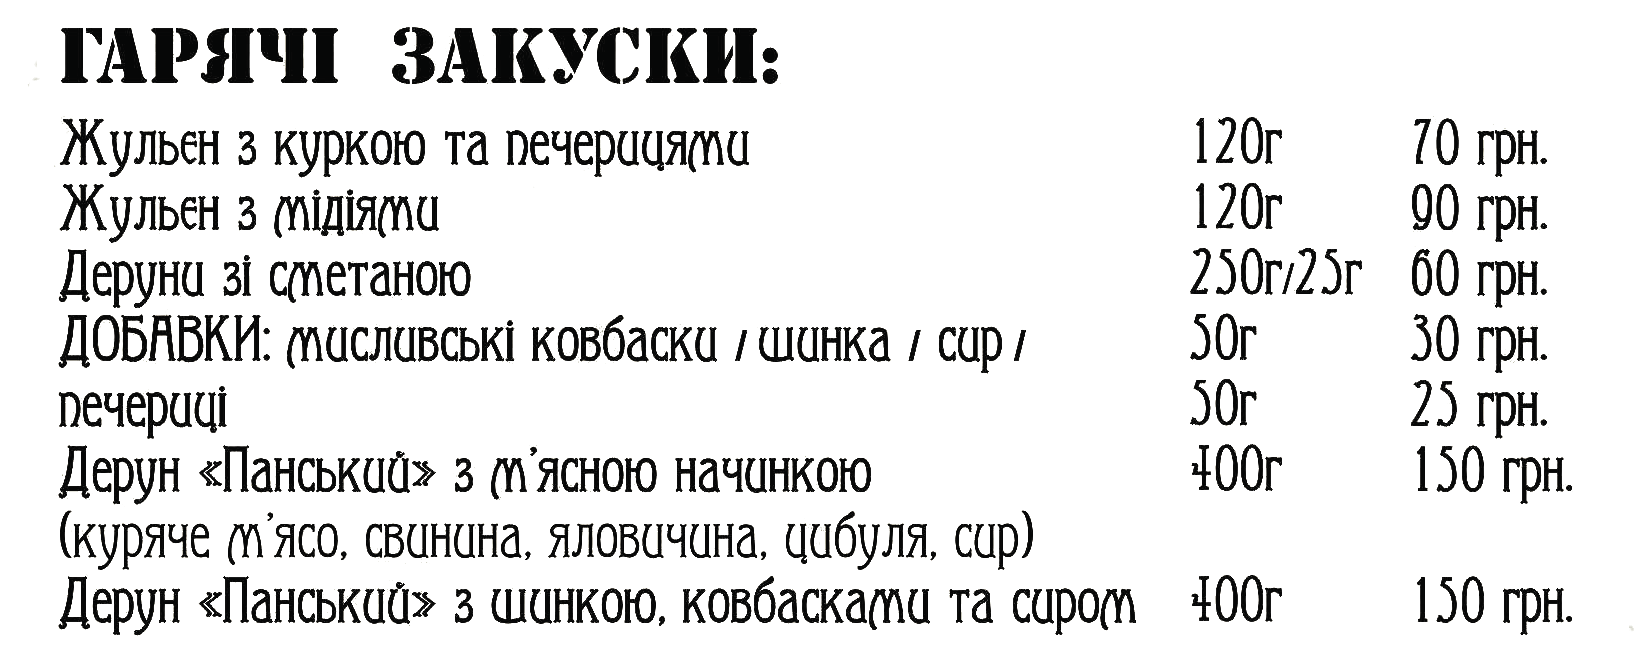 ГАРЯЧІ ЗАКУСКИ:
Жульєн з куркою та печерицями 120г 70 грн.
Жульєн з мідіями 120г 90 грн.
Деруни зі сметаною 250г/25г 60 грн.
ДОБАВКИ: мисливські ковбаски / шинка / сир / 50г 30 грн.
печериці 50г 25 грн.
Дерун «Панський» з м'ясною начинкою 400г 150 грн.
(куряче м'ясо, свинина, яловичина, цибуля, сир)
Дерун «Панський» з шинкою, ковбасками та сиром 400г 150 грн.